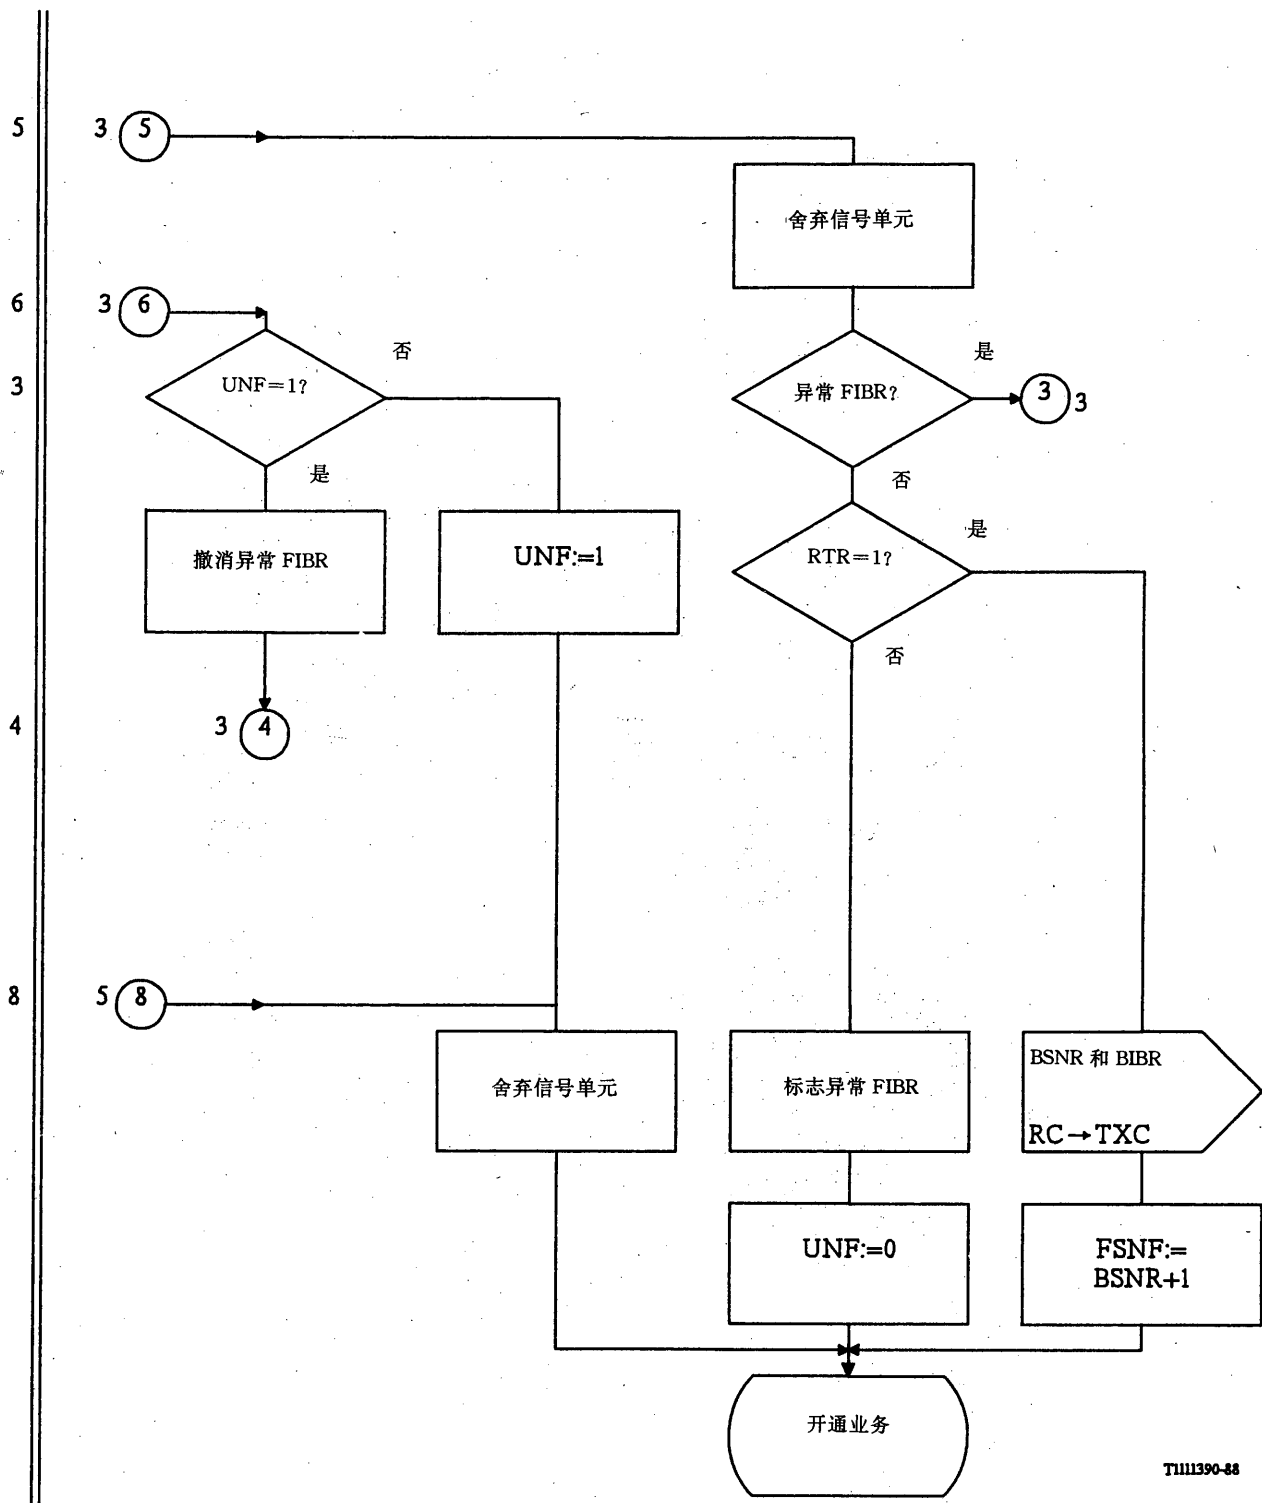 5
3
5
舍弃信号单元
6
3
6
否
是
3
UNF=1?
异常 FIBR?
3
3
是
否
撤消异常 FIBR
UNF:=1
RTR=1?
是
否
4
3
4
8
5
8
舍弃信号单元
标志异常 FIBR
BSNR 和 BIBR
RC→TXC
UNF:=0
FSNF:=
BSNR+1
开通业务
T1111390-88